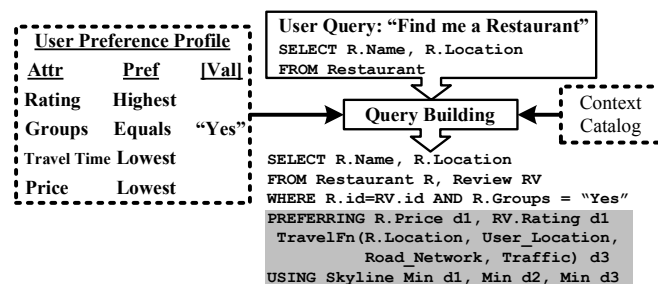 User Preference Profile
Attr Pref [Val]
Rating Highest
Groups Equals “Yes”
Travel Time Lowest
Price Lowest
User Query: “Find me a Restaurant”
SELECT R.Name, R.Location
FROM Restaurant
Query Building
Context
Catalog
SELECT R.Name, R.Location
FROM Restaurant R, Review RV
WHERE R.id=RV.id AND R.Groups = “Yes”
PREFERRING R.Price d1, RV.Rating d1
TravelFn(R.Location, User_Location,
Road_Network, Traffic) d3
USING Skyline Min d1, Min d2, Min d3